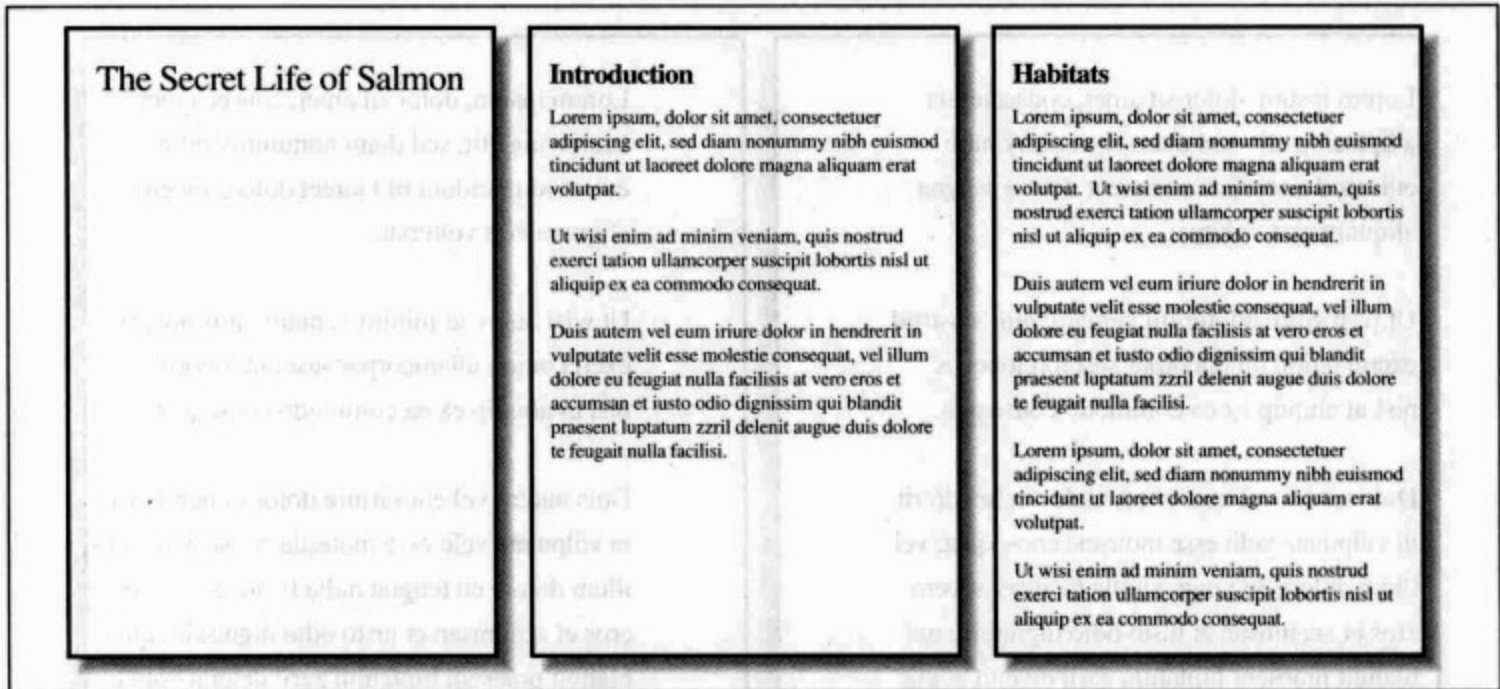 The Secret Life of Salmon
Introduction
Lorem ipsum, dolor sit amet, consectetuer
adipiscing elit, sed diam nonummy nibh euismod
tincidunt ut laoreet dolore magna aliquam erat
volutpat.
Ut wisi enim ad minim veniam, quis nostrud
exerci tation ullamcorper suscipit lobortis nisl ut
aliquip ex ea commodo consequat.
Duis autem vel eum iriure dolor in hendrerit in
vulputate velit esse molestie consequat, vel illum
dolore eu feugiat nulla facilisis at vero eros et
accumsan et iusto odio dignissim qui blandit
praesent luptatum zzril delenit augue duis dolore
te feugait nulla facilisi.
Habitats
Lorem ipsum, dolor sit amet, consectetuer
adipiscing elit, sed diam nonummy nibh euismod
tincidunt ut laoreet dolore magna aliquam erat
volutpat. Ut wisi enim ad minim veniam, quis
nostrud exerci tation ullamcorper suscipit lobortis
nisl ut aliquip ex ea commodo consequat.
Duis autem vel eum iriure dolor in hendrerit in
vulputate velit esse molestie consequat, vel illum
dolore eu feugiat nulla facilisis at vero eros et
accumsan et iusto odio dignissim qui blandit
praesent luptatum zzril delenit augue duis dolore
te feugait nulla facilisi.
Lorem ipsum, dolor sit amet, consectetuer
adipiscing elit, sed diam nonummy nibh euismod
tincidunt ut laoreet dolore magna aliquam erat
volutpat.
Ut wisi enim ad minim veniam, quis nostrud
exerci tation ullamcorper suscipit lobortis nisl ut
aliquip ex ea commodo consequat.